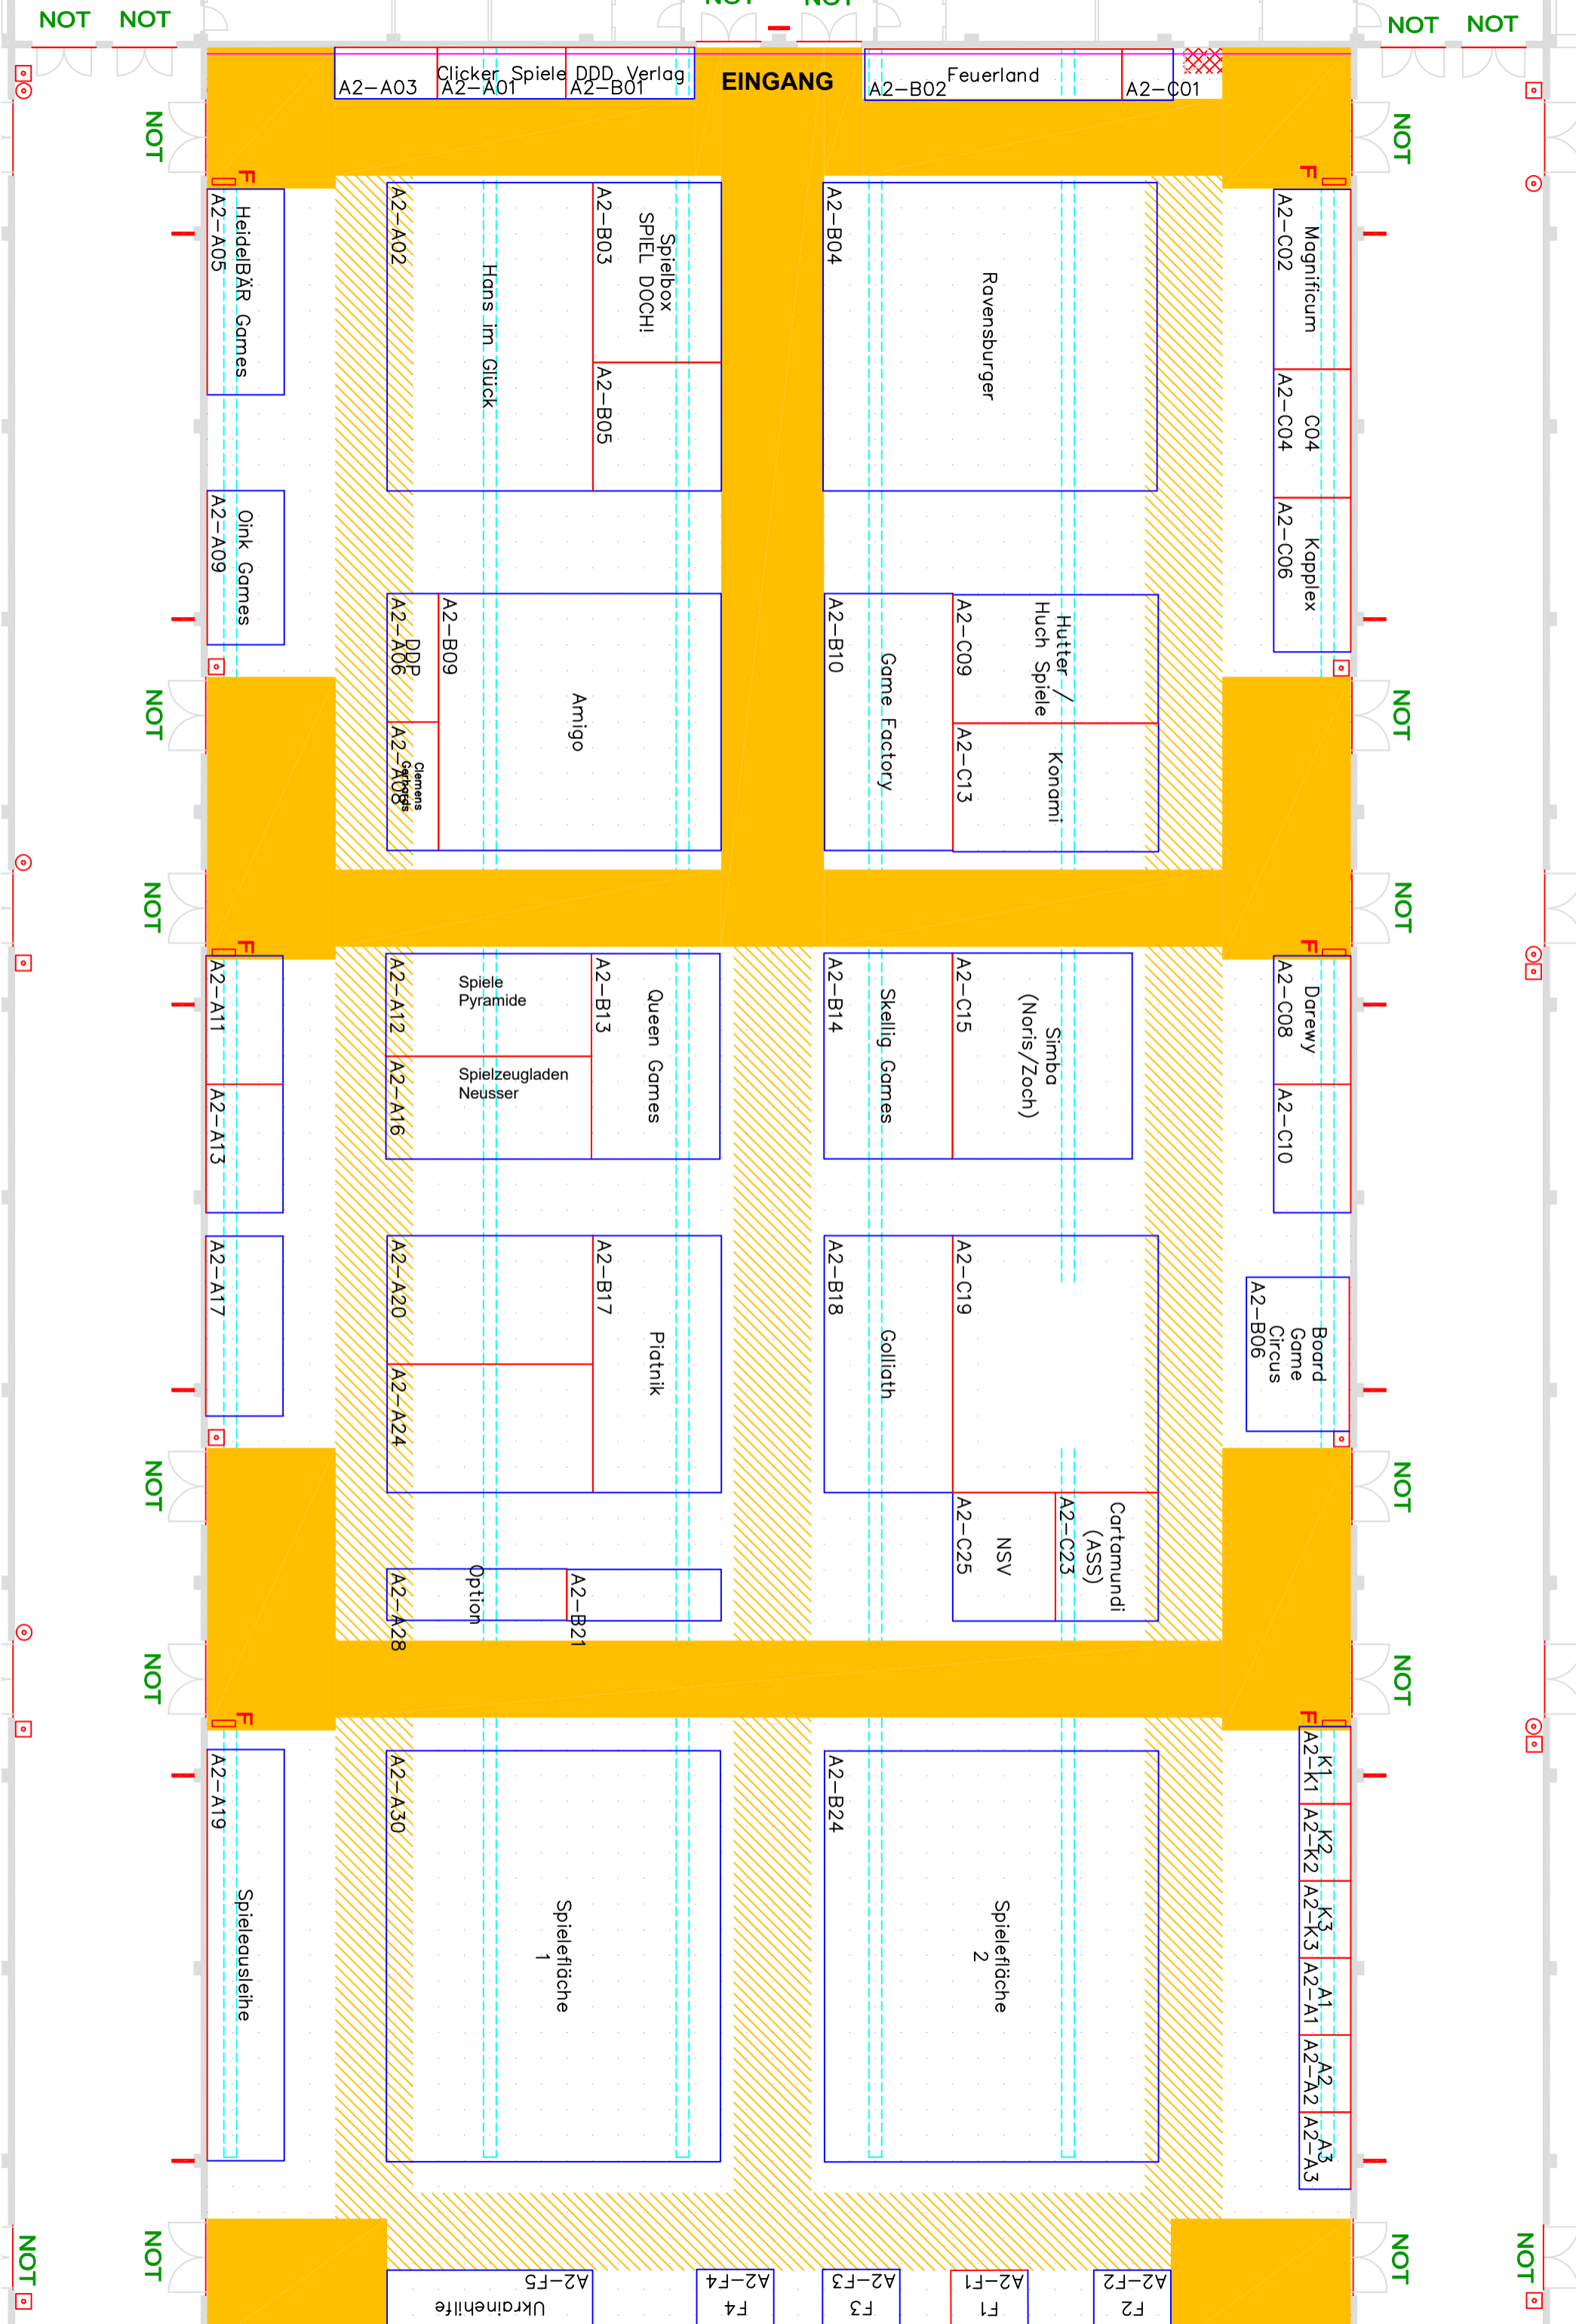 NOT
NOT
NOT
NOT
NOT
NOT
Clicker Spiele
DDD Verlag
A2-A03
A2-A01
A2-B01
EINGANG
Feuerland
A2-B02
A2-C01
NOT
NOT
F
F
HeidelBÄR Games
A2-A05
A2-A02
Hans im Glück
A2-B03
Spielbox
SPIEL DOCH!
A2-B05
A2-B04
Ravensburger
Magnificum
A2-C02
C04
A2-C04
Kapplex
A2-C06
Oink Games
A2-A09
DDP
A2-A06
Clemens
Gerhards
A2-A08
A2-B09
Amigo
A2-B10
Game Factory
Hutter /
Huch Spiele
A2-C09
Konami
A2-C13
NOT
NOT
NOT
NOT
F
F
A2-A11
A2-A13
A2-A12
Spiele
Pyramide
A2-A16
Spielzeugladen
Neusser
A2-B13
Queen Games
A2-B14
Skellig Games
A2-C15
Simba
(Noris/Zoch)
Darewy
A2-C08
A2-C10
A2-A17
A2-A20
A2-A24
A2-B17
Piatnik
A2-B18
Golliath
A2-C19
Board
Game
Circus
A2-B06
NOT
NOT
Option
A2-A28
A2-B21
NSV
A2-C25
Cartamundi
(ASS)
A2-C23
NOT
NOT
F
F
A2-A19
Spieleausleihe
A2-A30
Spielefläche
1
A2-B24
Spielefläche
2
K1
A2-K1
K2
A2-K2
K3
A2-K3
A1
A2-A1
A2
A2-A2
A3
A2-A3
NOT
NOT
NOT
NOT
A2-F5
Ukrainehilfe
A2-F4
F4
A2-F3
F3
A2-F1
F1
A2-F2
F2